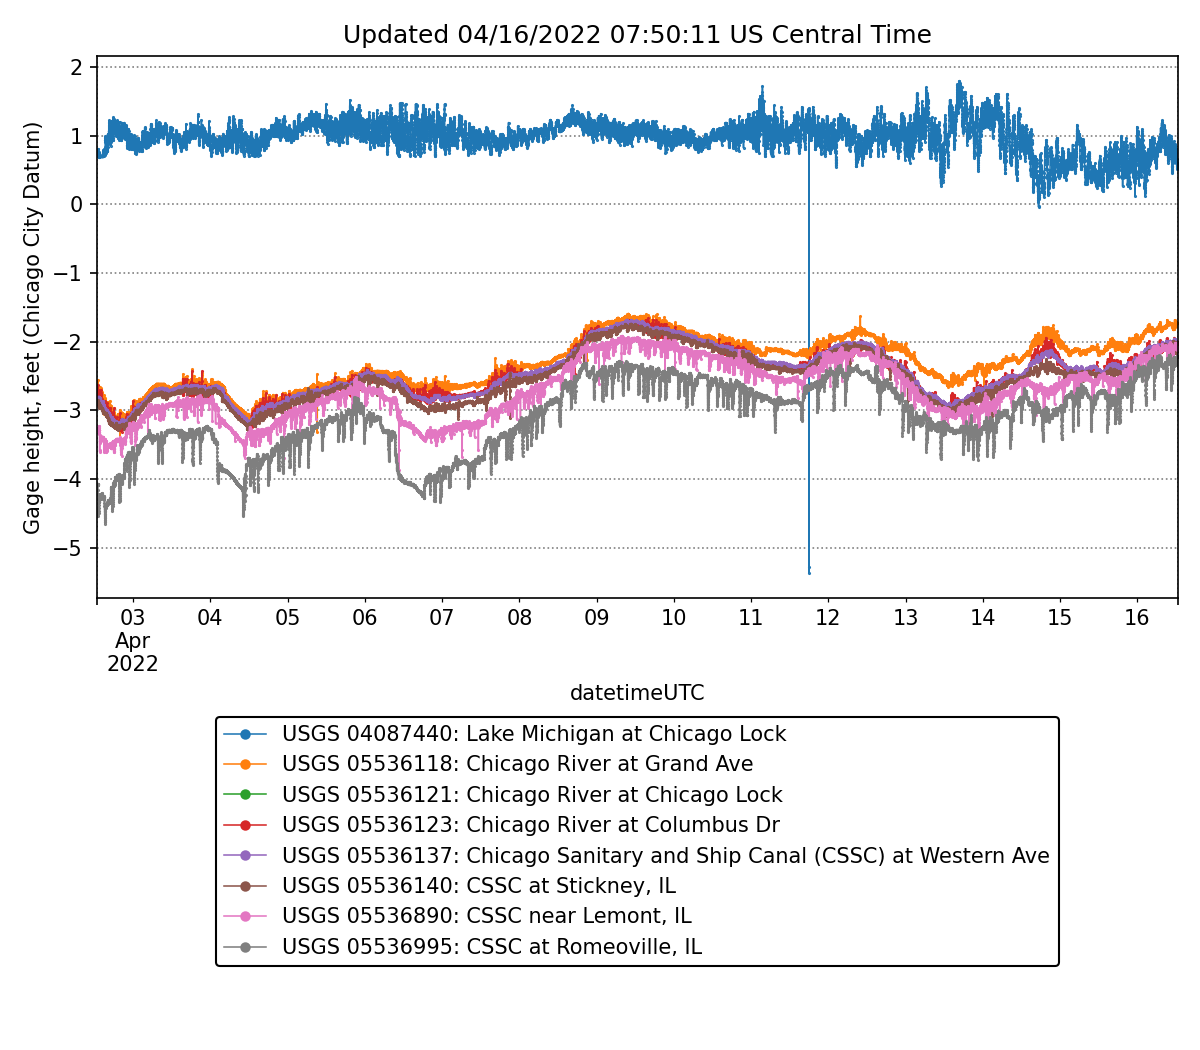 Updated 04/16/2022 07:50:11 US Central Time
Gage height, feet (Chicago City Datum)
2
1
0
−1
−2
−3
−4
−5
03 04 05 06 07 08 09 10 11 12 13 14 15 16
Apr
2022
datetimeUTC
USGS 04087440: Lake Michigan at Chicago Lock
USGS 05536118: Chicago River at Grand Ave
USGS 05536121: Chicago River at Chicago Lock
USGS 05536123: Chicago River at Columbus Dr
USGS 05536137: Chicago Sanitary and Ship Canal (CSSC) at Western Ave
USGS 05536140: CSSC at Stickney, IL
USGS 05536890: CSSC near Lemont, IL
USGS 05536995: CSSC at Romeoville, IL